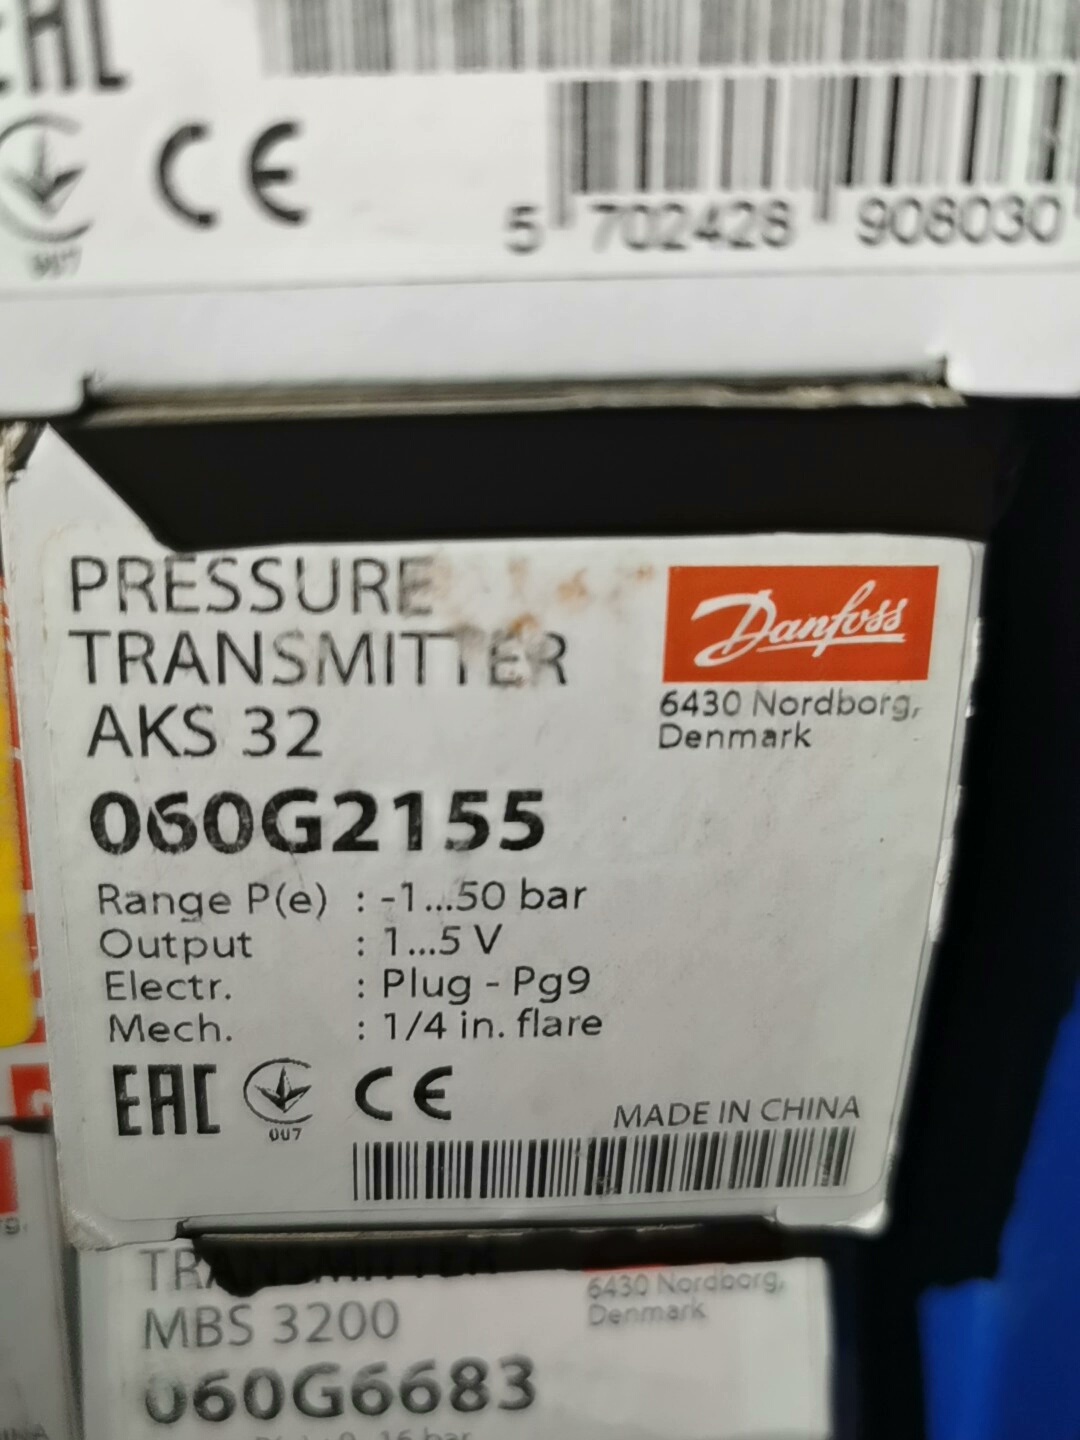 EAC
CE
5 702428 908030
PRESSURE
TRANSMITTER
AKS 32
060G2155
Danfoss
6430 Nordborg,
Denmark
Range P(e) : -1...50 bar
Output : 1...5 V
Electr. : Plug - Pg9
Mech. : 1/4 in. flare
EAC
007
CE
MADE IN CHINA
TRANSMITTER
MBS 3200
060G6683
6430 Nordborg,
Denmark